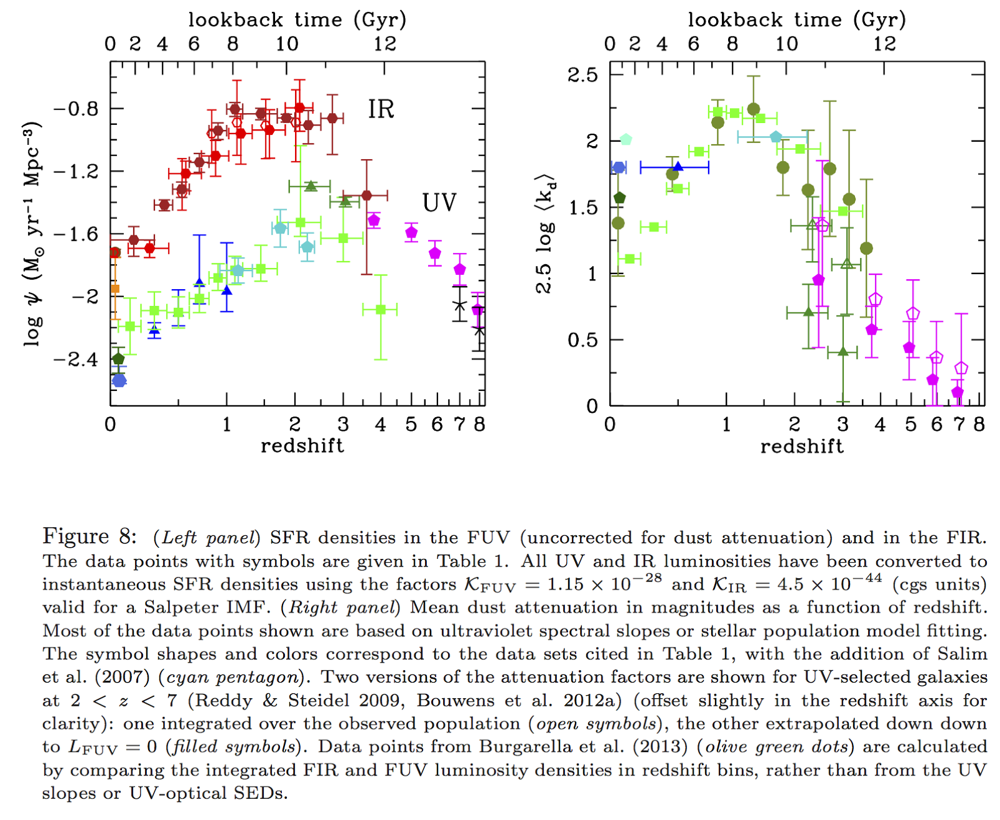 lookback time (Gyr)
0 2 4 6 8 10 12
log ψ (M⊙ yr⁻¹ Mpc⁻³)
−0.8
−1.2
−1.6
−2
−2.4
IR
UV
0 1 2 3 4 5 6 7 8
redshift
lookback time (Gyr)
0 2 4 6 8 10 12
2.5 log ⟨k_d⟩
2.5
2
1.5
1
0.5
0
0 1 2 3 4 5 6 7 8
redshift
Figure 8: (Left panel) SFR densities in the FUV (uncorrected for dust attenuation) and in the FIR.
The data points with symbols are given in Table 1. All UV and IR luminosities have been converted to
instantaneous SFR densities using the factors 𝒦_FUV = 1.15 × 10⁻²⁸ and 𝒦_IR = 4.5 × 10⁻⁴⁴ (cgs units)
valid for a Salpeter IMF. (Right panel) Mean dust attenuation in magnitudes as a function of redshift.
Most of the data points shown are based on ultraviolet spectral slopes or stellar population model fitting.
The symbol shapes and colors correspond to the data sets cited in Table 1, with the addition of Salim
et al. (2007) (cyan pentagon). Two versions of the attenuation factors are shown for UV-selected galaxies
at 2 < z < 7 (Reddy & Steidel 2009, Bouwens et al. 2012a) (offset slightly in the redshift axis for
clarity): one integrated over the observed population (open symbols), the other extrapolated down down
to L_FUV = 0 (filled symbols). Data points from Burgarella et al. (2013) (olive green dots) are calculated
by comparing the integrated FIR and FUV luminosity densities in redshift bins, rather than from the UV
slopes or UV-optical SEDs.